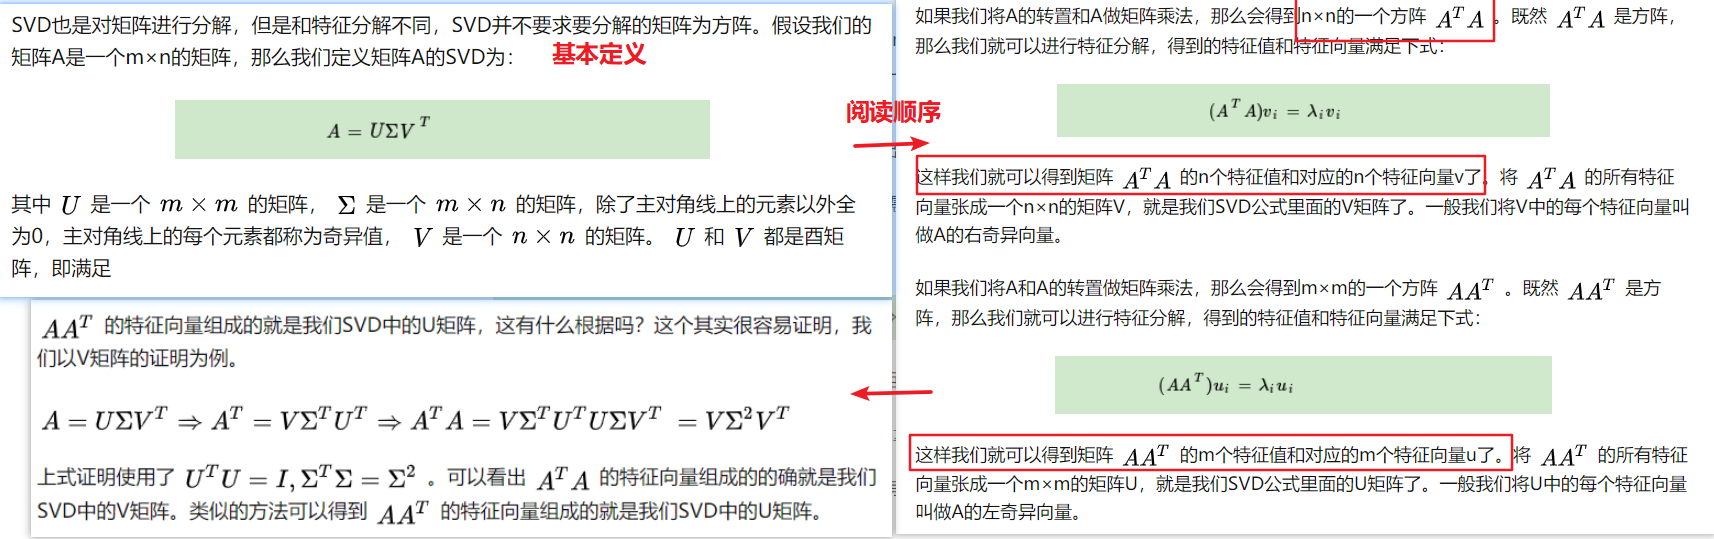 SVD也是对矩阵进行分解，但是和特征分解不同，SVD并不要求要分解的矩阵为方阵。假设我们的
矩阵A是一个m×n的矩阵，那么我们定义矩阵A的SVD为：
基本定义
A = UΣV^T
其中 U 是一个 m × m 的矩阵， Σ 是一个 m × n 的矩阵，除了主对角线上的元素以外全
为0，主对角线上的每个元素都称为奇异值， V 是一个 n × n 的矩阵。 U 和 V 都是酉矩
阵，即满足
阅读顺序
如果我们将A的转置和A做矩阵乘法，那么会得到n×n的一个方阵 A^T A 。既然 A^T A 是方阵，
那么我们就可以进行特征分解，得到的特征值和特征向量满足下式：
(A^T A)v_i = λ_i v_i
这样我们就可以得到矩阵 A^T A 的n个特征值和对应的n个特征向量v了。将 A^T A 的所有特征
向量张成一个n×n的矩阵V，就是我们SVD公式里面的V矩阵了。一般我们将V中的每个特征向量叫
做A的右奇异向量。
如果我们将A和A的转置做矩阵乘法，那么会得到m×m的一个方阵 AA^T 。既然 AA^T 是方
阵，那么我们就可以进行特征分解，得到的特征值和特征向量满足下式：
(AA^T)u_i = λ_i u_i
这样我们就可以得到矩阵 AA^T 的m个特征值和对应的m个特征向量u了。将 AA^T 的所有特征
向量张成一个m×m的矩阵U，就是我们SVD公式里面的U矩阵了。一般我们将U中的每个特征向量
叫做A的左奇异向量。
AA^T 的特征向量组成的就是我们SVD中的U矩阵，这有什么根据吗？这个其实很容易证明，我
们以V矩阵的证明为例。
A = UΣV^T ⇒ A^T = VΣ^T U^T ⇒ A^T A = VΣ^T U^T UΣV^T = VΣ^2 V^T
上式证明使用了 U^T U = I, Σ^T Σ = Σ^2 。可以看出 A^T A 的特征向量组成的的确就是我们
SVD中的V矩阵。类似的方法可以得到 AA^T 的特征向量组成的就是我们SVD中的U矩阵。